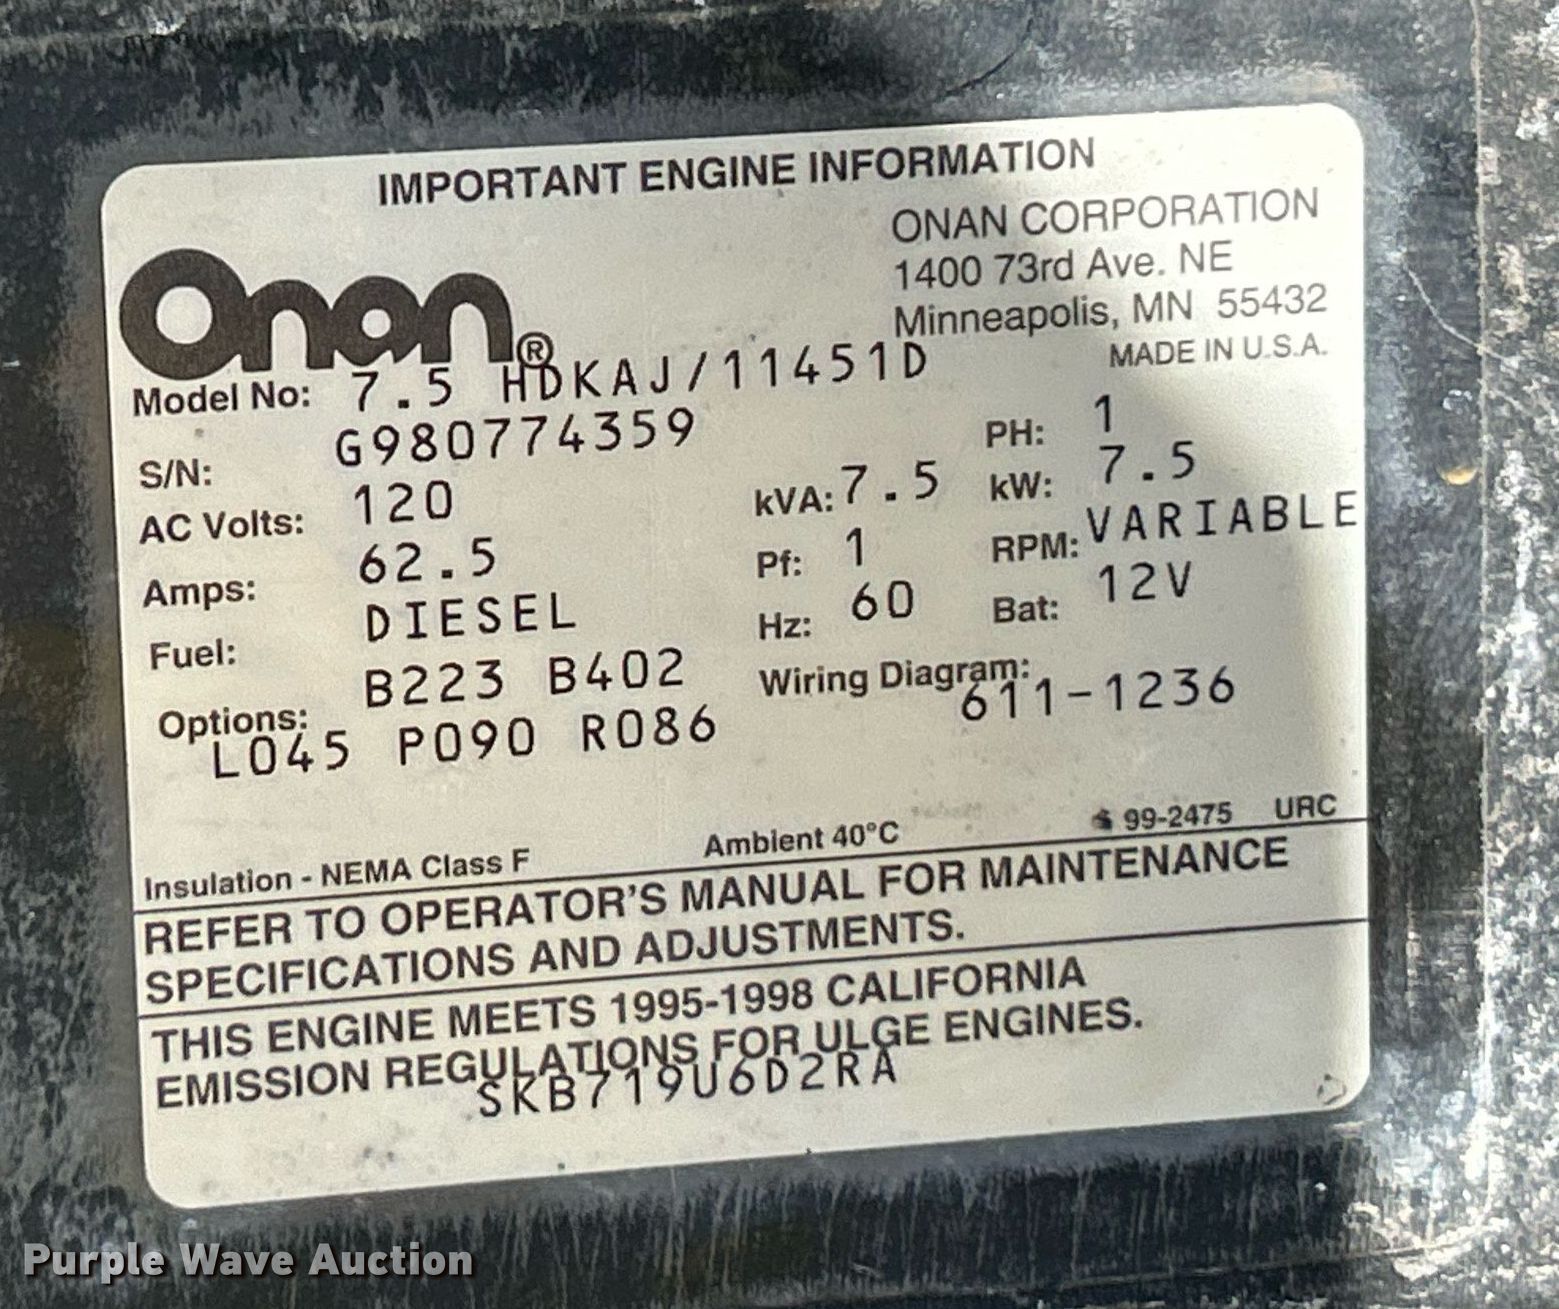 IMPORTANT ENGINE INFORMATION
Onan®
ONAN CORPORATION
1400 73rd Ave. NE
Minneapolis, MN 55432
MADE IN U.S.A.
Model No: 7.5 HDKAJ/11451D
S/N: G980774359
PH: 1
AC Volts: 120
kVA: 7.5
kW: 7.5
Amps: 62.5
Pf: 1
RPM: VARIABLE
Fuel: DIESEL
Hz: 60
Bat: 12V
Options: B223 B402
L045 P090 R086
Wiring Diagram:
611-1236
Insulation - NEMA Class F Ambient 40°C 99-2475 URC
REFER TO OPERATOR'S MANUAL FOR MAINTENANCE
SPECIFICATIONS AND ADJUSTMENTS.
THIS ENGINE MEETS 1995-1998 CALIFORNIA
EMISSION REGULATIONS FOR ULGE ENGINES.
SKB719U6D2RA
Purple Wave Auction